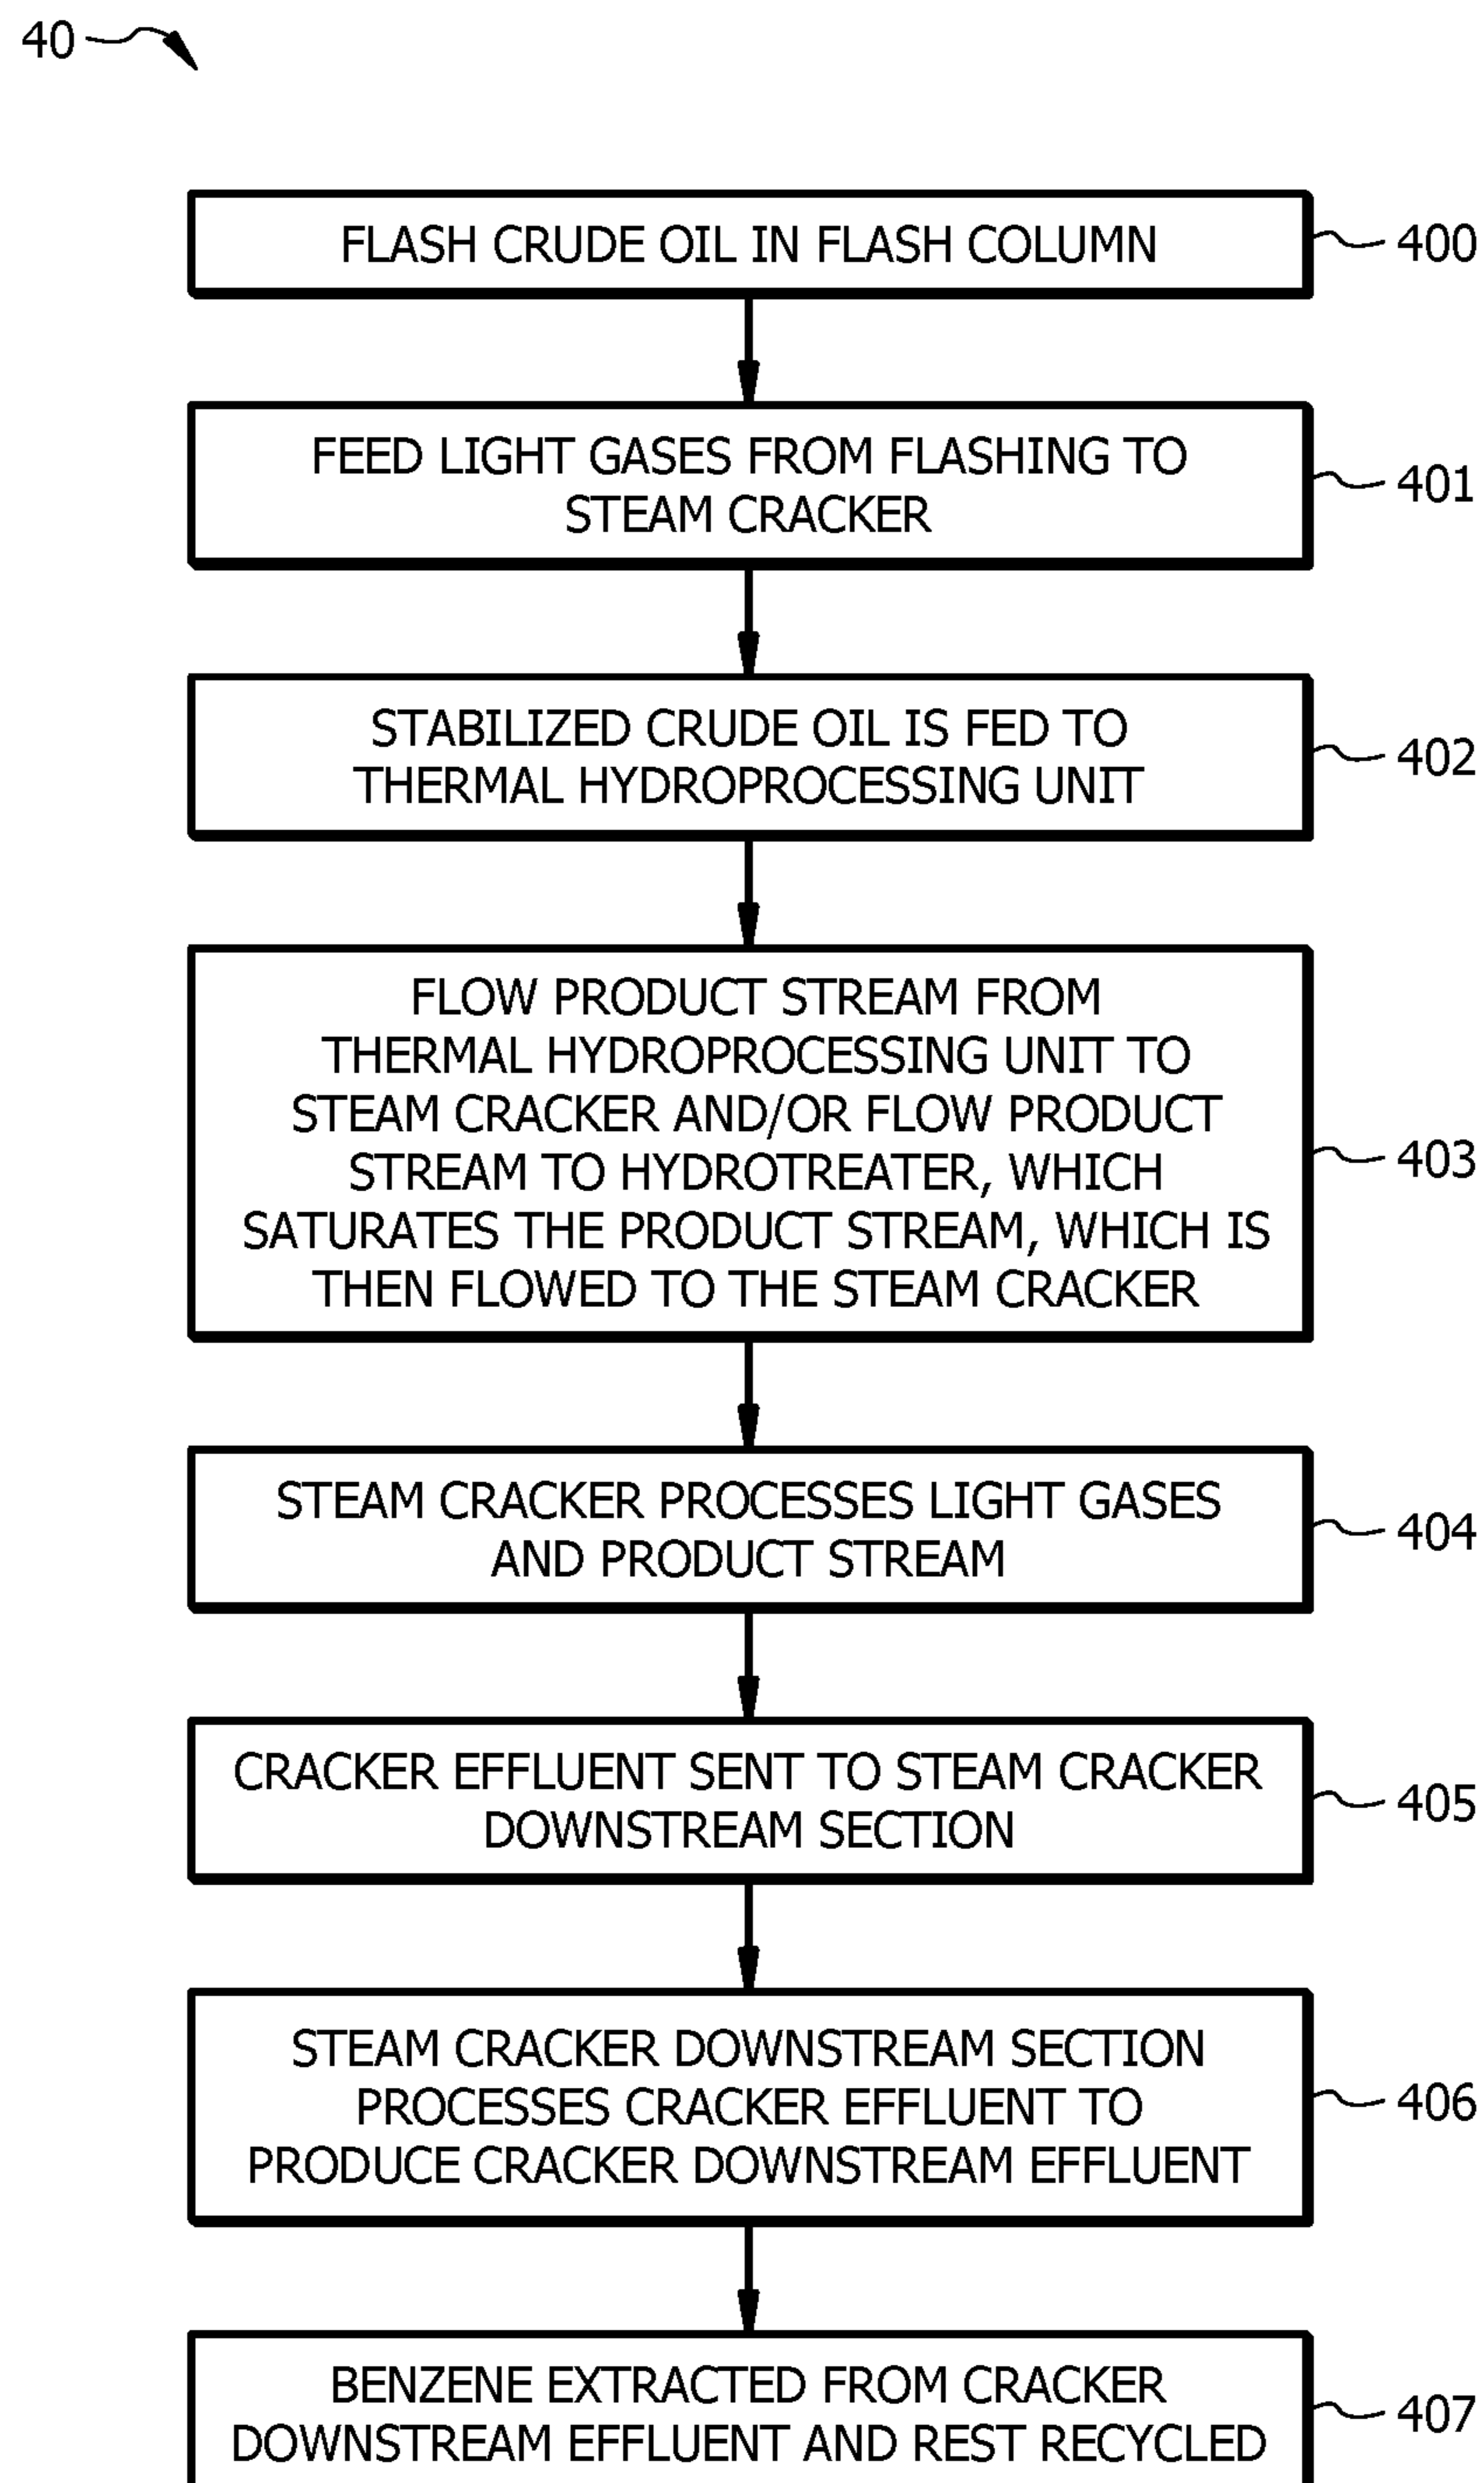 40
FLASH CRUDE OIL IN FLASH COLUMN
400
FEED LIGHT GASES FROM FLASHING TO
STEAM CRACKER
401
STABILIZED CRUDE OIL IS FED TO
THERMAL HYDROPROCESSING UNIT
402
FLOW PRODUCT STREAM FROM
THERMAL HYDROPROCESSING UNIT TO
STEAM CRACKER AND/OR FLOW PRODUCT
STREAM TO HYDROTREATER, WHICH
SATURATES THE PRODUCT STREAM, WHICH IS
THEN FLOWED TO THE STEAM CRACKER
403
STEAM CRACKER PROCESSES LIGHT GASES
AND PRODUCT STREAM
404
CRACKER EFFLUENT SENT TO STEAM CRACKER
DOWNSTREAM SECTION
405
STEAM CRACKER DOWNSTREAM SECTION
PROCESSES CRACKER EFFLUENT TO
PRODUCE CRACKER DOWNSTREAM EFFLUENT
406
BENZENE EXTRACTED FROM CRACKER
DOWNSTREAM EFFLUENT AND REST RECYCLED
407